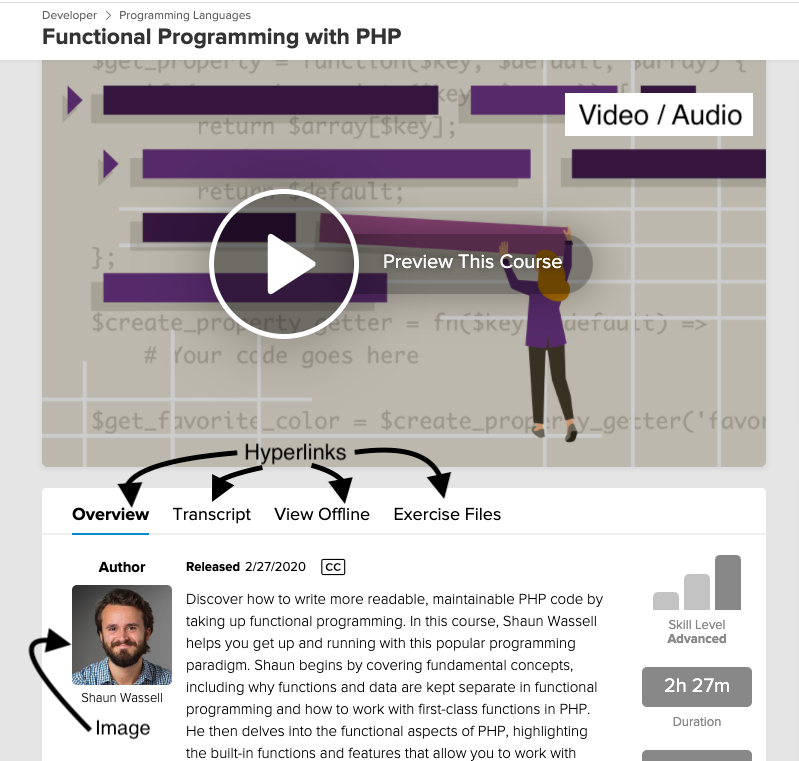 Developer > Programming Languages
Functional Programming with PHP
$get_property = function($key, $default, $array) {
Video / Audio
return $array[$key];
return $default;
};
Preview This Course
$create_property_getter = fn($key, $default) =>
# Your code goes here
$get_favorite_color = $create_property_getter('favor
Hyperlinks
Overview Transcript View Offline Exercise Files
Author
Released 2/27/2020 CC
Discover how to write more readable, maintainable PHP code by
taking up functional programming. In this course, Shaun Wassell
helps you get up and running with this popular programming
paradigm. Shaun begins by covering fundamental concepts,
including why functions and data are kept separate in functional
programming and how to work with first-class functions in PHP.
He then delves into the functional aspects of PHP, highlighting
the built-in functions and features that allow you to work with
Shaun Wassell
Image
Skill Level
Advanced
2h 27m
Duration